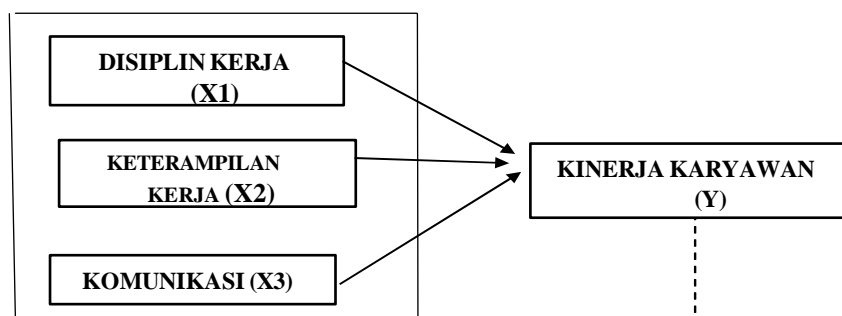 DISIPLIN KERJA
(X1)
KETERAMPILAN
KERJA (X2)
KOMUNIKASI (X3)
KINERJA KARYAWAN
(Y)